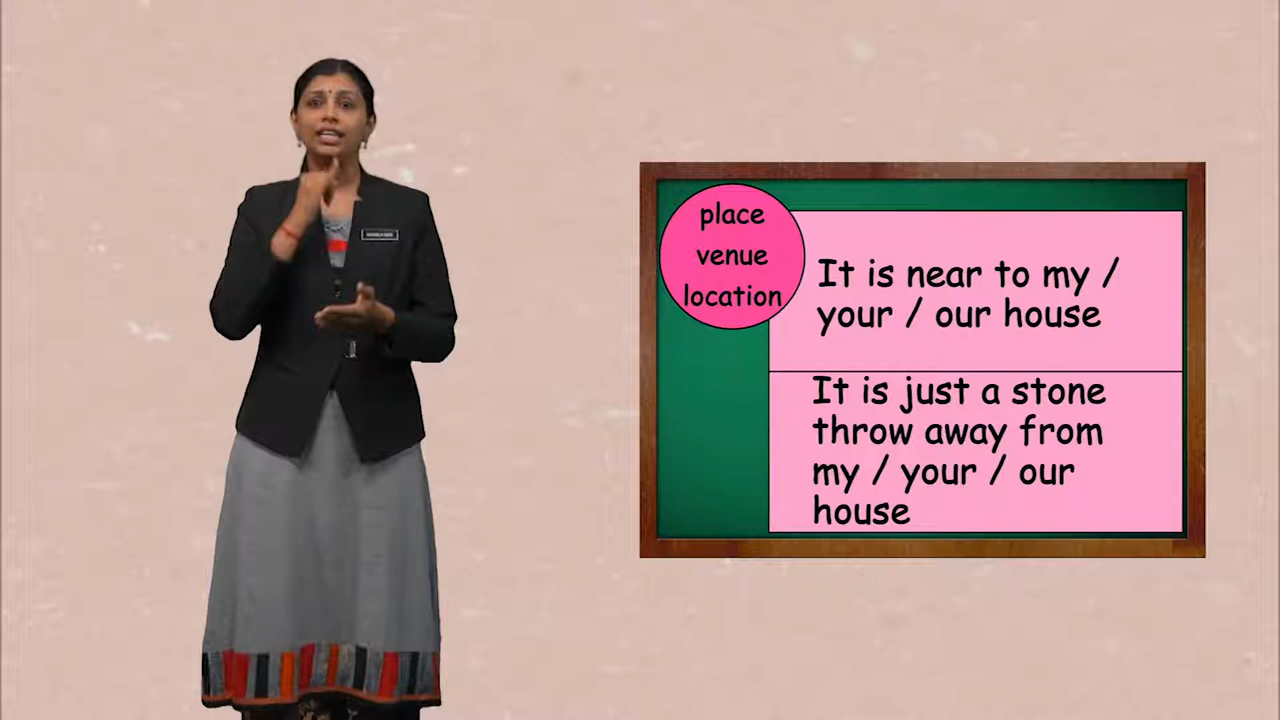 place
venue
location
It is near to my /
your / our house
It is just a stone
throw away from
my / your / our
house